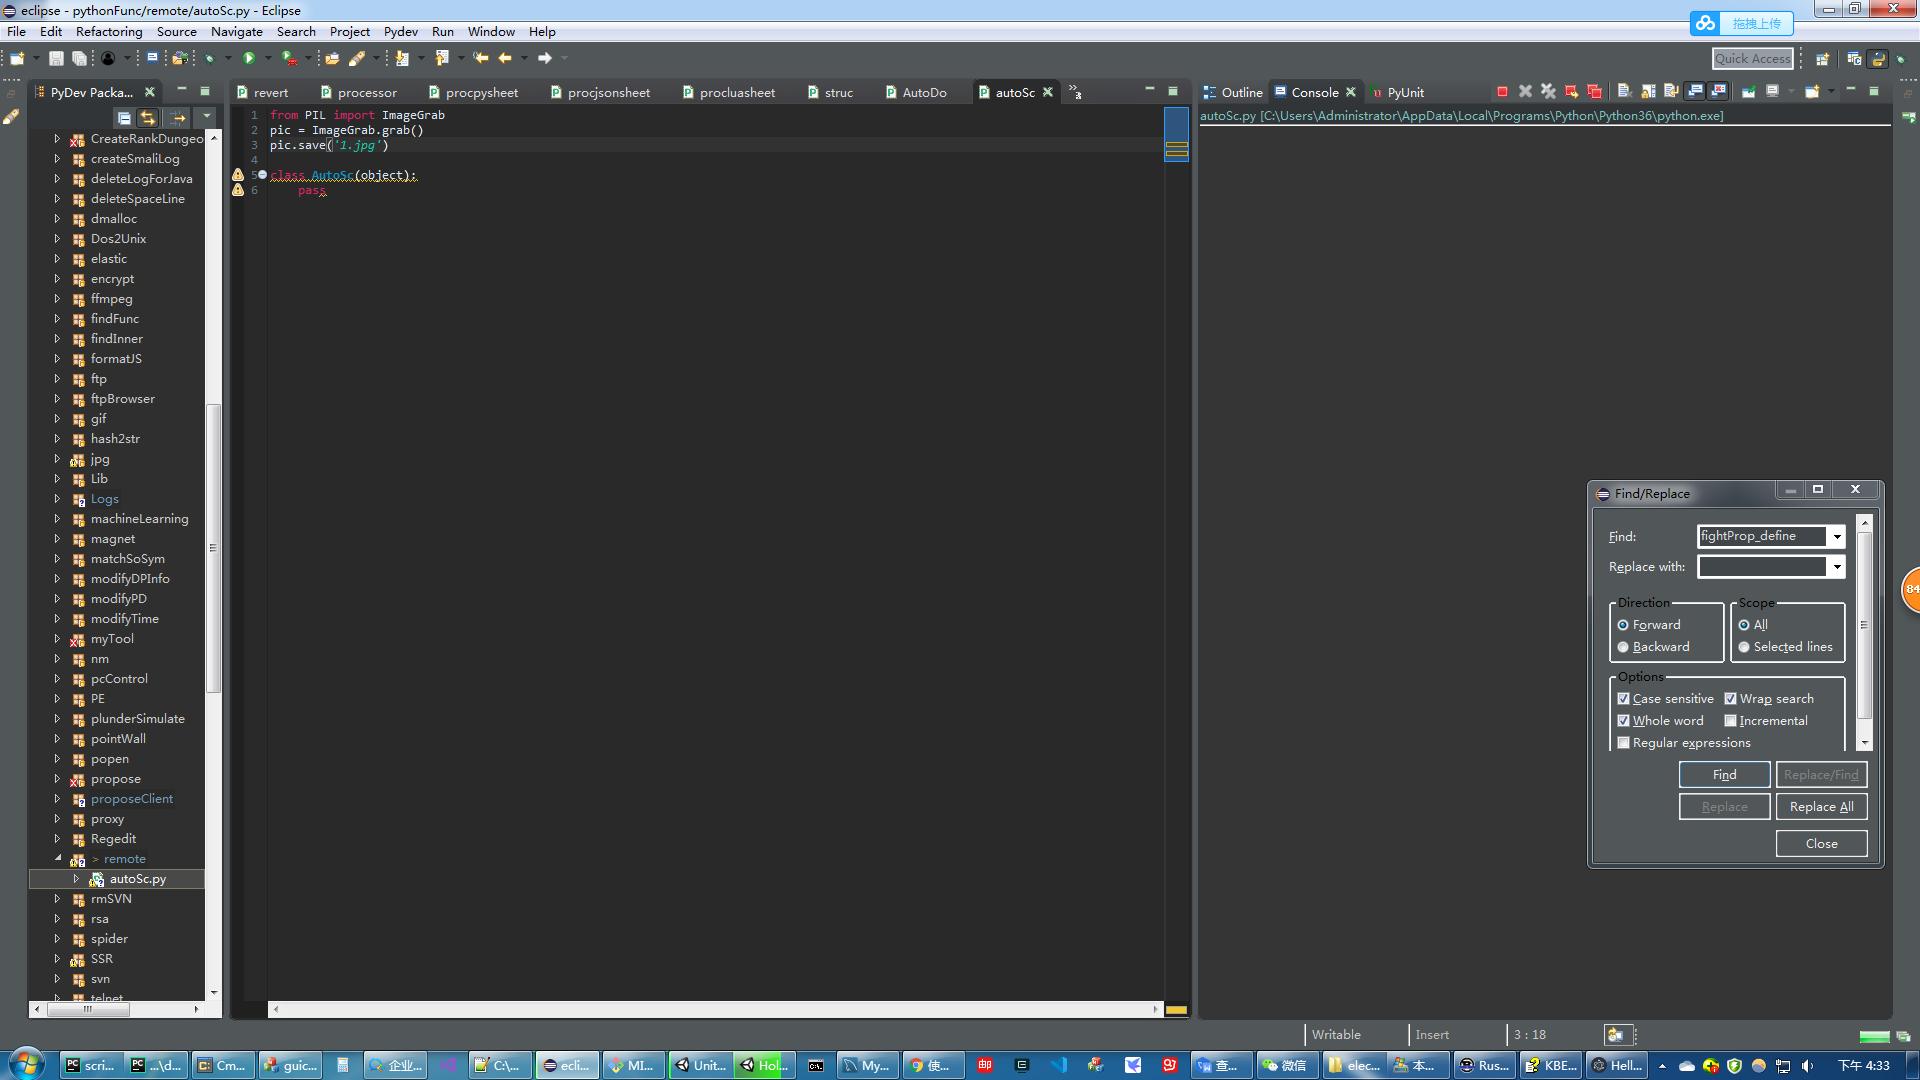 eclipse - pythonFunc/remote/autoSc.py - Eclipse
拖拽上传
File Edit Refactoring Source Navigate Search Project Pydev Run Window Help
Quick Access
PyDev Packa...
revert
processor
procpysheet
procjsonsheet
procluasheet
struc
AutoDo
autoSc
3
Outline
Console
PyUnit
CreateRankDungeo
createSmaliLog
deleteLogForJava
deleteSpaceLine
dmalloc
Dos2Unix
elastic
encrypt
ffmpeg
findFunc
findInner
formatJS
ftp
ftpBrowser
gif
hash2str
jpg
Lib
Logs
machineLearning
magnet
matchSoSym
modifyDPInfo
modifyPD
modifyTime
myTool
nm
pcControl
PE
plunderSimulate
pointWall
popen
propose
proposeClient
proxy
Regedit
> remote
autoSc.py
rmSVN
rsa
spider
SSR
svn
telnet
1 from PIL import ImageGrab
2 pic = ImageGrab.grab()
3 pic.save('1.jpg')
4
5 class AutoSc(object):
6 pass
autoSc.py [C:\Users\Administrator\AppData\Local\Programs\Python\Python36\python.exe]
Find/Replace
Find: fightProp_define
Replace with:
Direction
Forward
Backward
Scope
All
Selected lines
Options
Case sensitive
Wrap search
Whole word
Incremental
Regular expressions
Find
Replace/Find
Replace
Replace All
Close
84
Writable
Insert
3 : 18
scri...
...\d...
Cm...
guic...
企业...
C:\...
ecli...
MI...
Unit...
Hol...
My...
使...
邮
查...
微信
elec...
本...
Rus...
KBE...
Hell...
下午 4:33